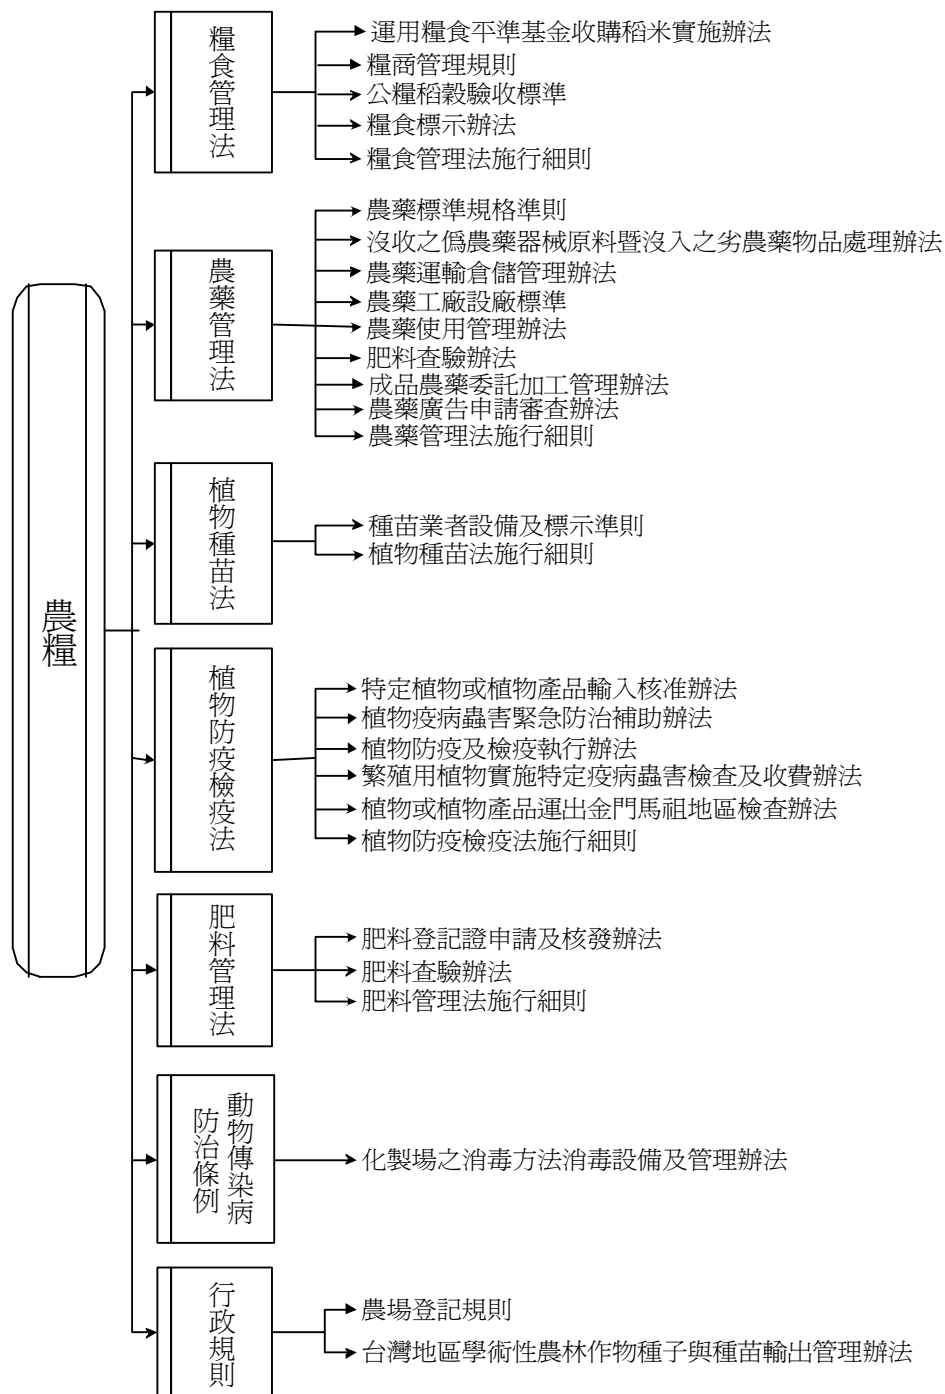 農糧
糧食管理法
運用糧食平準基金收購稻米實施辦法
糧商管理規則
公糧稻穀驗收標準
糧食標示辦法
糧食管理法施行細則
農藥管理法
農藥標準規格準則
沒收之偽農藥器械原料暨沒入之劣農藥物品處理辦法
農藥運輸倉儲管理辦法
農藥工廠設廠標準
農藥使用管理辦法
肥料查驗辦法
成品農藥委託加工管理辦法
農藥廣告申請審查辦法
農藥管理法施行細則
植物種苗法
種苗業者設備及標示準則
植物種苗法施行細則
植物防疫檢疫法
特定植物或植物產品輸入核准辦法
植物疫病蟲害緊急防治補助辦法
植物防疫及檢疫執行辦法
繁殖用植物實施特定疫病蟲害檢查及收費辦法
植物或植物產品運出金門馬祖地區檢查辦法
植物防疫檢疫法施行細則
肥料管理法
肥料登記證申請及核發辦法
肥料查驗辦法
肥料管理法施行細則
動物傳染病
防治條例
化製場之消毒方法消毒設備及管理辦法
行政規則
農場登記規則
台灣地區學術性農林作物種子與種苗輸出管理辦法